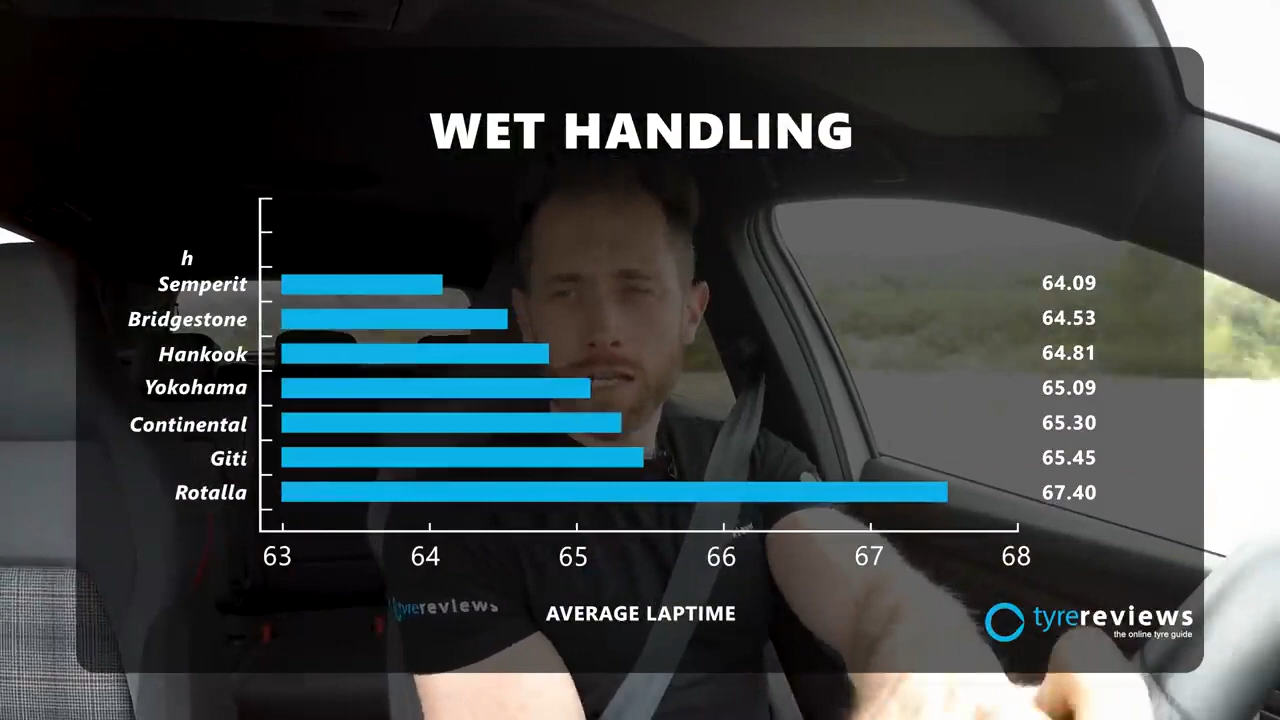 WET HANDLING
h
Semperit 64.09
Bridgestone 64.53
Hankook 64.81
Yokohama 65.09
Continental 65.30
Giti 65.45
Rotalla 67.40
63 64 65 66 67 68
AVERAGE LAPTIME
tyrereviews
tyrereviews
the online tyre guide